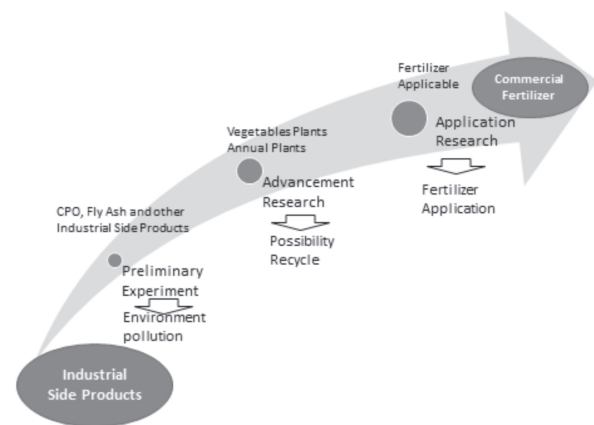 Fertilizer
Applicable
Commercial
Fertilizer
Application
Research
Fertilizer
Application
Vegetables Plants
Annual Plants
Advancement
Research
Possibility
Recycle
CPO, Fly Ash and other
Industrial Side Products
Preliminary
Experiment
Environment
pollution
Industrial
Side Products